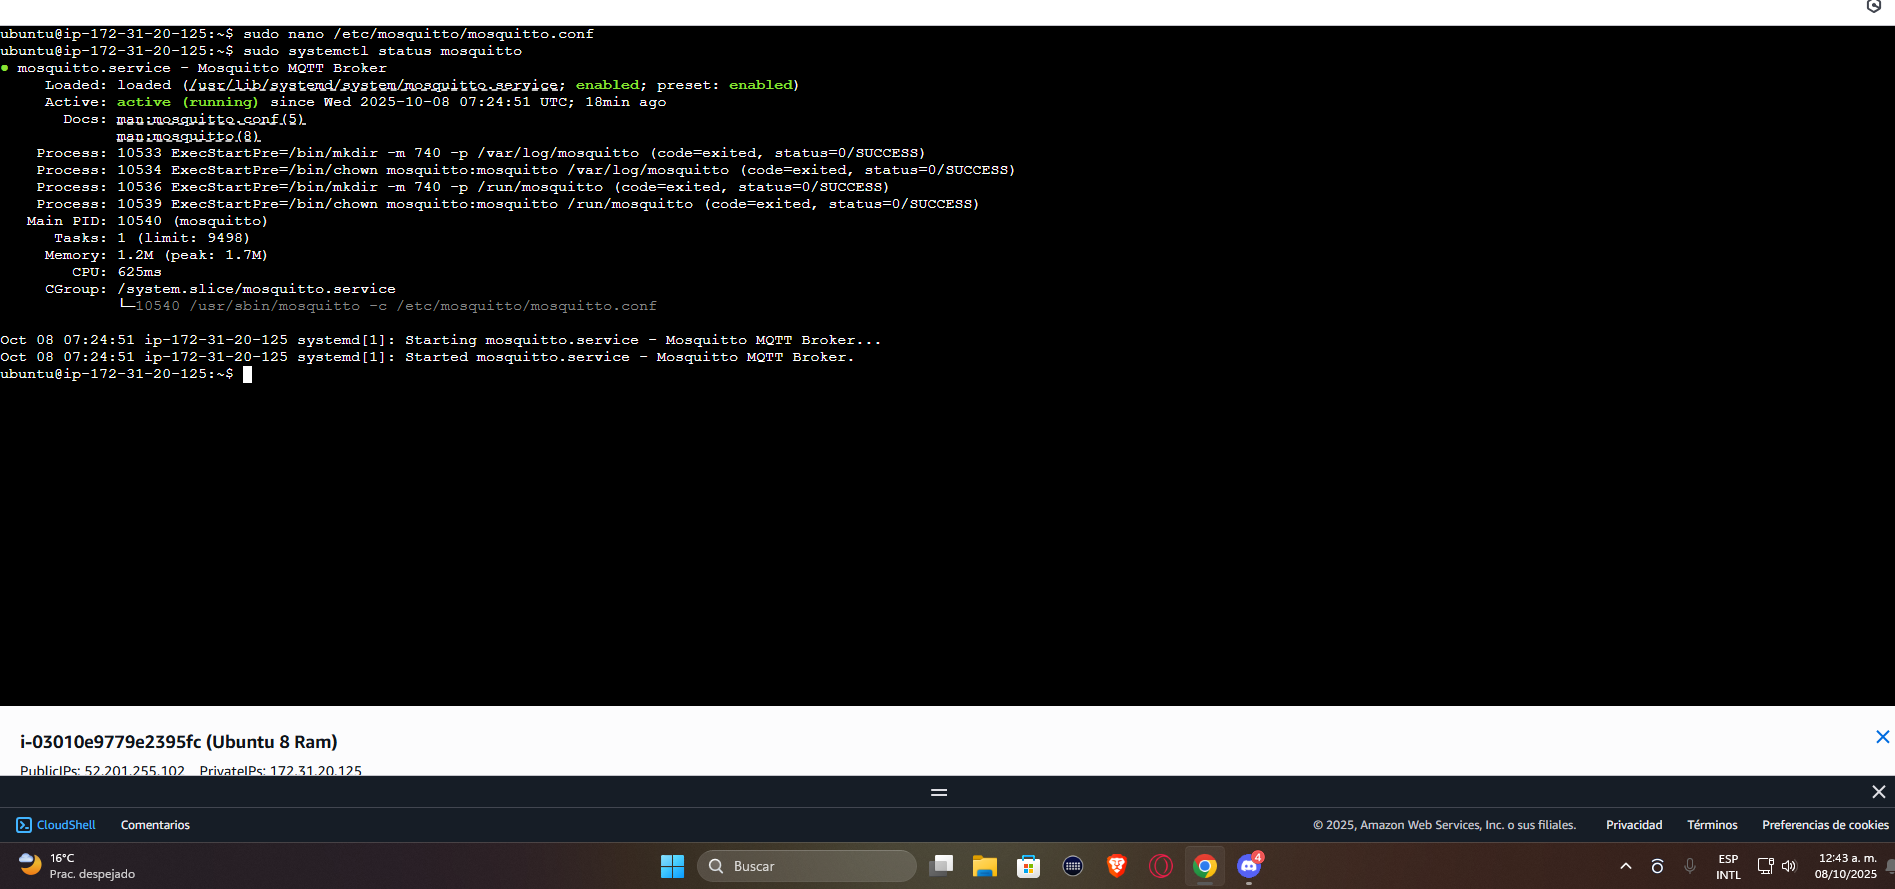 ubuntu@ip-172-31-20-125:~$ sudo nano /etc/mosquitto/mosquitto.conf
ubuntu@ip-172-31-20-125:~$ sudo systemctl status mosquitto
● mosquitto.service - Mosquitto MQTT Broker
Loaded: loaded (/usr/lib/systemd/system/mosquitto.service; enabled; preset: enabled)
Active: active (running) since Wed 2025-10-08 07:24:51 UTC; 18min ago
Docs: man:mosquitto.conf(5)
man:mosquitto(8)
Process: 10533 ExecStartPre=/bin/mkdir -m 740 -p /var/log/mosquitto (code=exited, status=0/SUCCESS)
Process: 10534 ExecStartPre=/bin/chown mosquitto:mosquitto /var/log/mosquitto (code=exited, status=0/SUCCESS)
Process: 10536 ExecStartPre=/bin/mkdir -m 740 -p /run/mosquitto (code=exited, status=0/SUCCESS)
Process: 10539 ExecStartPre=/bin/chown mosquitto:mosquitto /run/mosquitto (code=exited, status=0/SUCCESS)
Main PID: 10540 (mosquitto)
Tasks: 1 (limit: 9498)
Memory: 1.2M (peak: 1.7M)
CPU: 625ms
CGroup: /system.slice/mosquitto.service
└─10540 /usr/sbin/mosquitto -c /etc/mosquitto/mosquitto.conf
Oct 08 07:24:51 ip-172-31-20-125 systemd[1]: Starting mosquitto.service - Mosquitto MQTT Broker...
Oct 08 07:24:51 ip-172-31-20-125 systemd[1]: Started mosquitto.service - Mosquitto MQTT Broker.
ubuntu@ip-172-31-20-125:~$
i-03010e9779e2395fc (Ubuntu 8 Ram)
PublicIPs: 52.201.255.102 PrivateIPs: 172.31.20.125
CloudShell Comentarios © 2025, Amazon Web Services, Inc. o sus filiales. Privacidad Términos Preferencias de cookies
16°C
Prac. despejado
Buscar
4
ESP
INTL
12:43 a. m.
08/10/2025